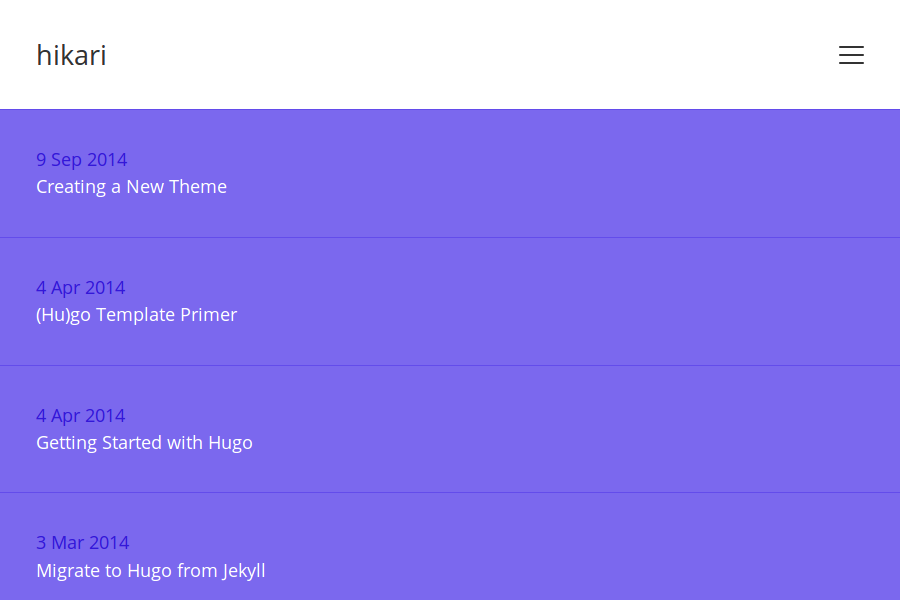 hikari
9 Sep 2014
Creating a New Theme
4 Apr 2014
(Hu)go Template Primer
4 Apr 2014
Getting Started with Hugo
3 Mar 2014
Migrate to Hugo from Jekyll